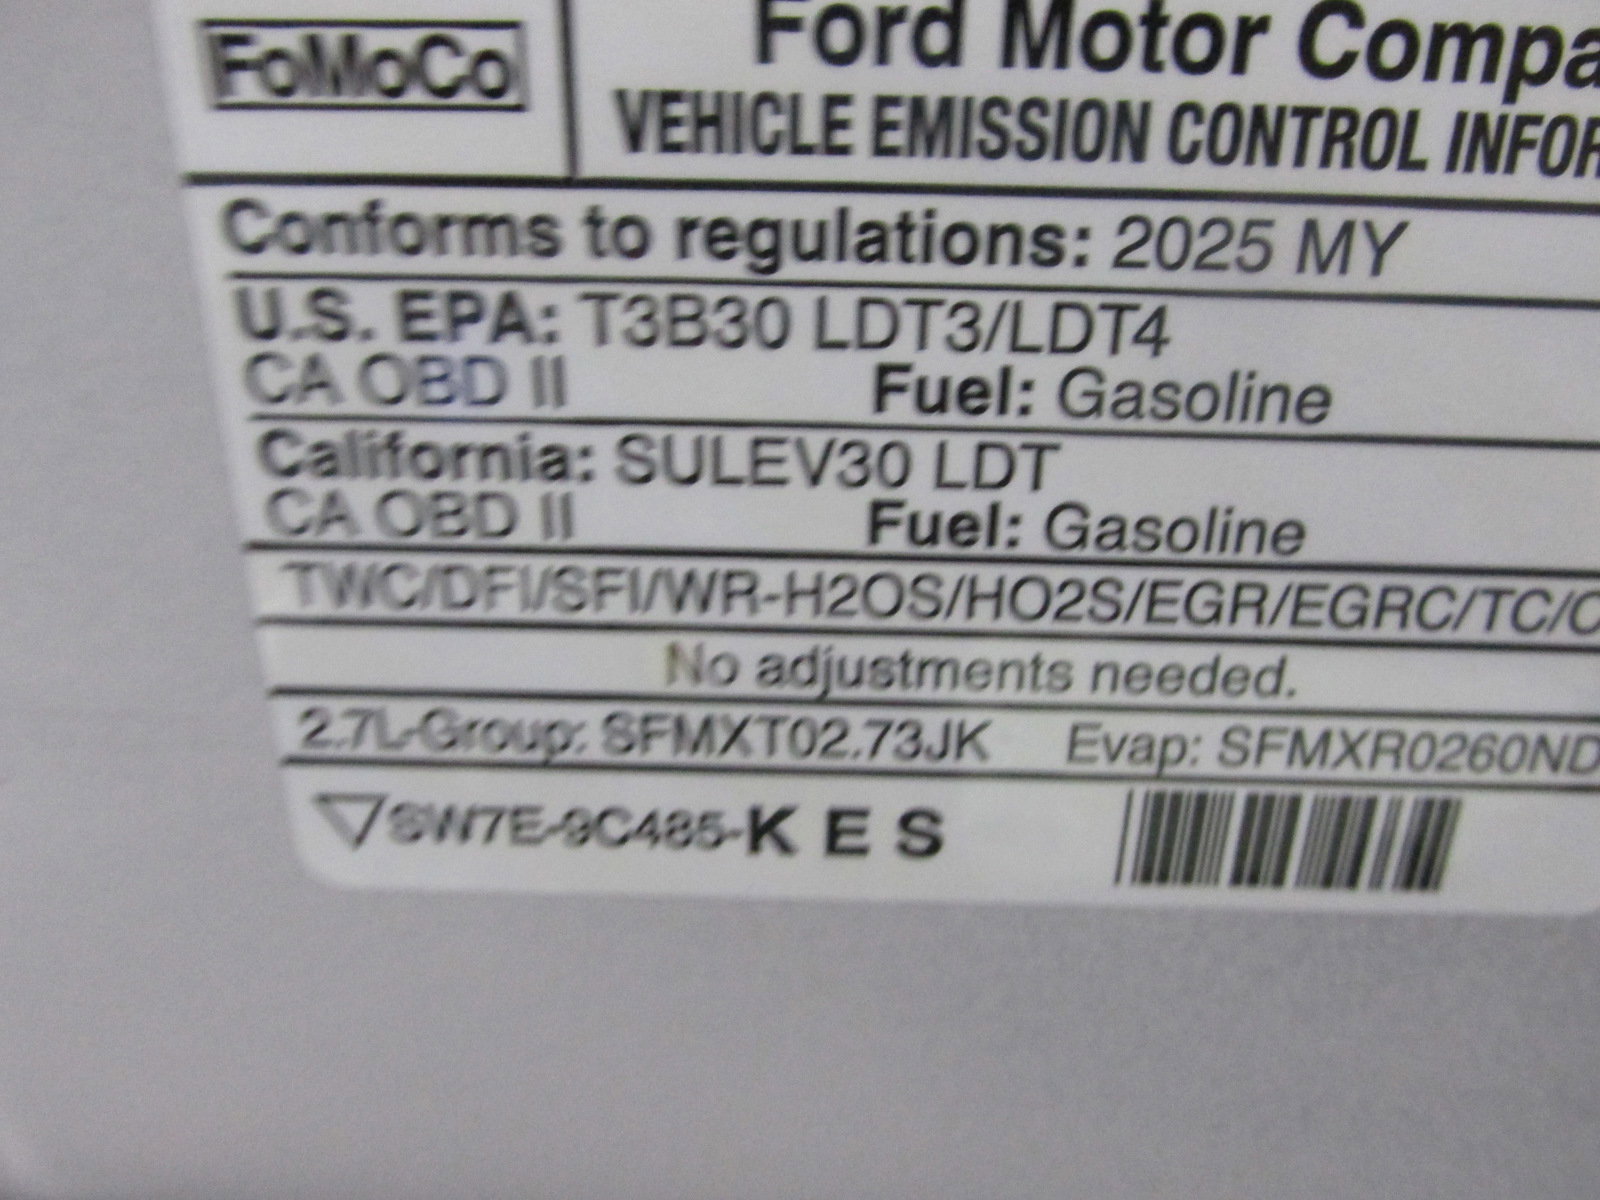 FoMoCo
Ford Motor Compa
VEHICLE EMISSION CONTROL INFOR
Conforms to regulations: 2025 MY
U.S. EPA: T3B30 LDT3/LDT4
CA OBD II Fuel: Gasoline
California: SULEV30 LDT
CA OBD II Fuel: Gasoline
TWC/DFI/SFI/WR-H2OS/HO2S/EGR/EGRC/TC/C
No adjustments needed.
2.7L-Group: SFMXT02.73JK Evap: SFMXR0260ND
SW7E-9C485-K E S